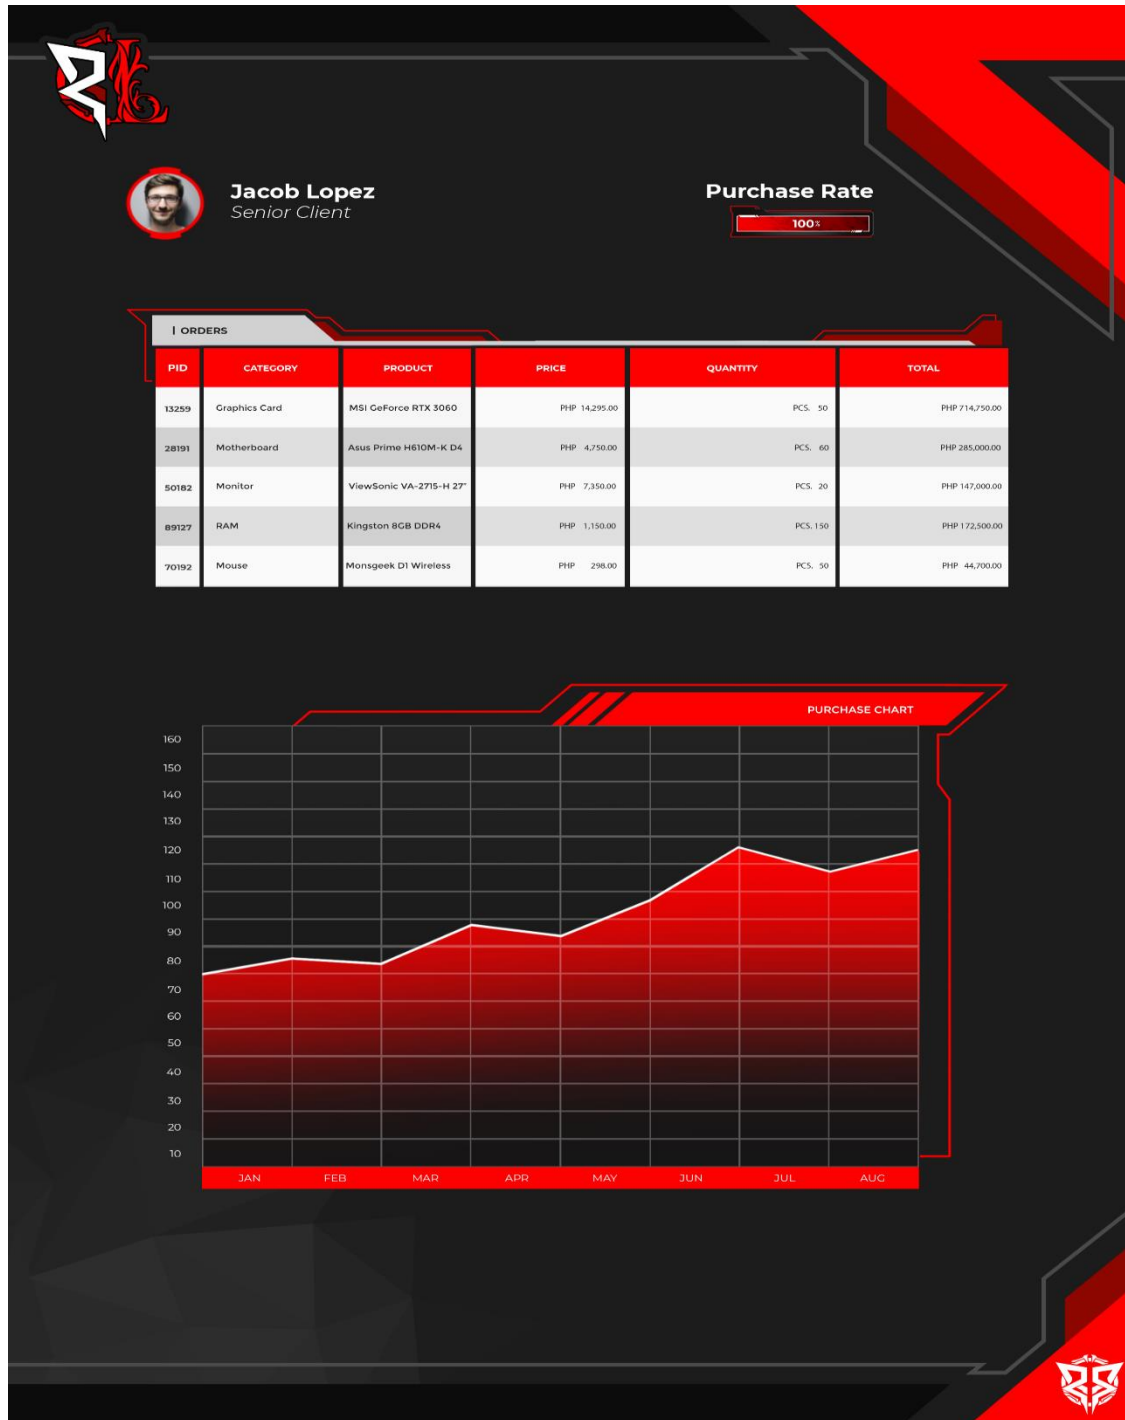 Jacob Lopez
Senior Client
Purchase Rate
100%
| ORDERS
PID CATEGORY PRODUCT PRICE QUANTITY TOTAL
13259 Graphics Card MSI GeForce RTX 3060 PHP 14,295.00 PCS. 50 PHP 714,750.00
28191 Motherboard Asus Prime H610M-K D4 PHP 4,750.00 PCS. 60 PHP 285,000.00
50182 Monitor ViewSonic VA-2715-H 27" PHP 7,350.00 PCS. 20 PHP 147,000.00
89127 RAM Kingston 8GB DDR4 PHP 1,150.00 PCS. 150 PHP 172,500.00
70192 Mouse Monsgeek D1 Wireless PHP 298.00 PCS. 50 PHP 44,700.00
PURCHASE CHART
160
150
140
130
120
110
100
90
80
70
60
50
40
30
20
10
JAN FEB MAR APR MAY JUN JUL AUG